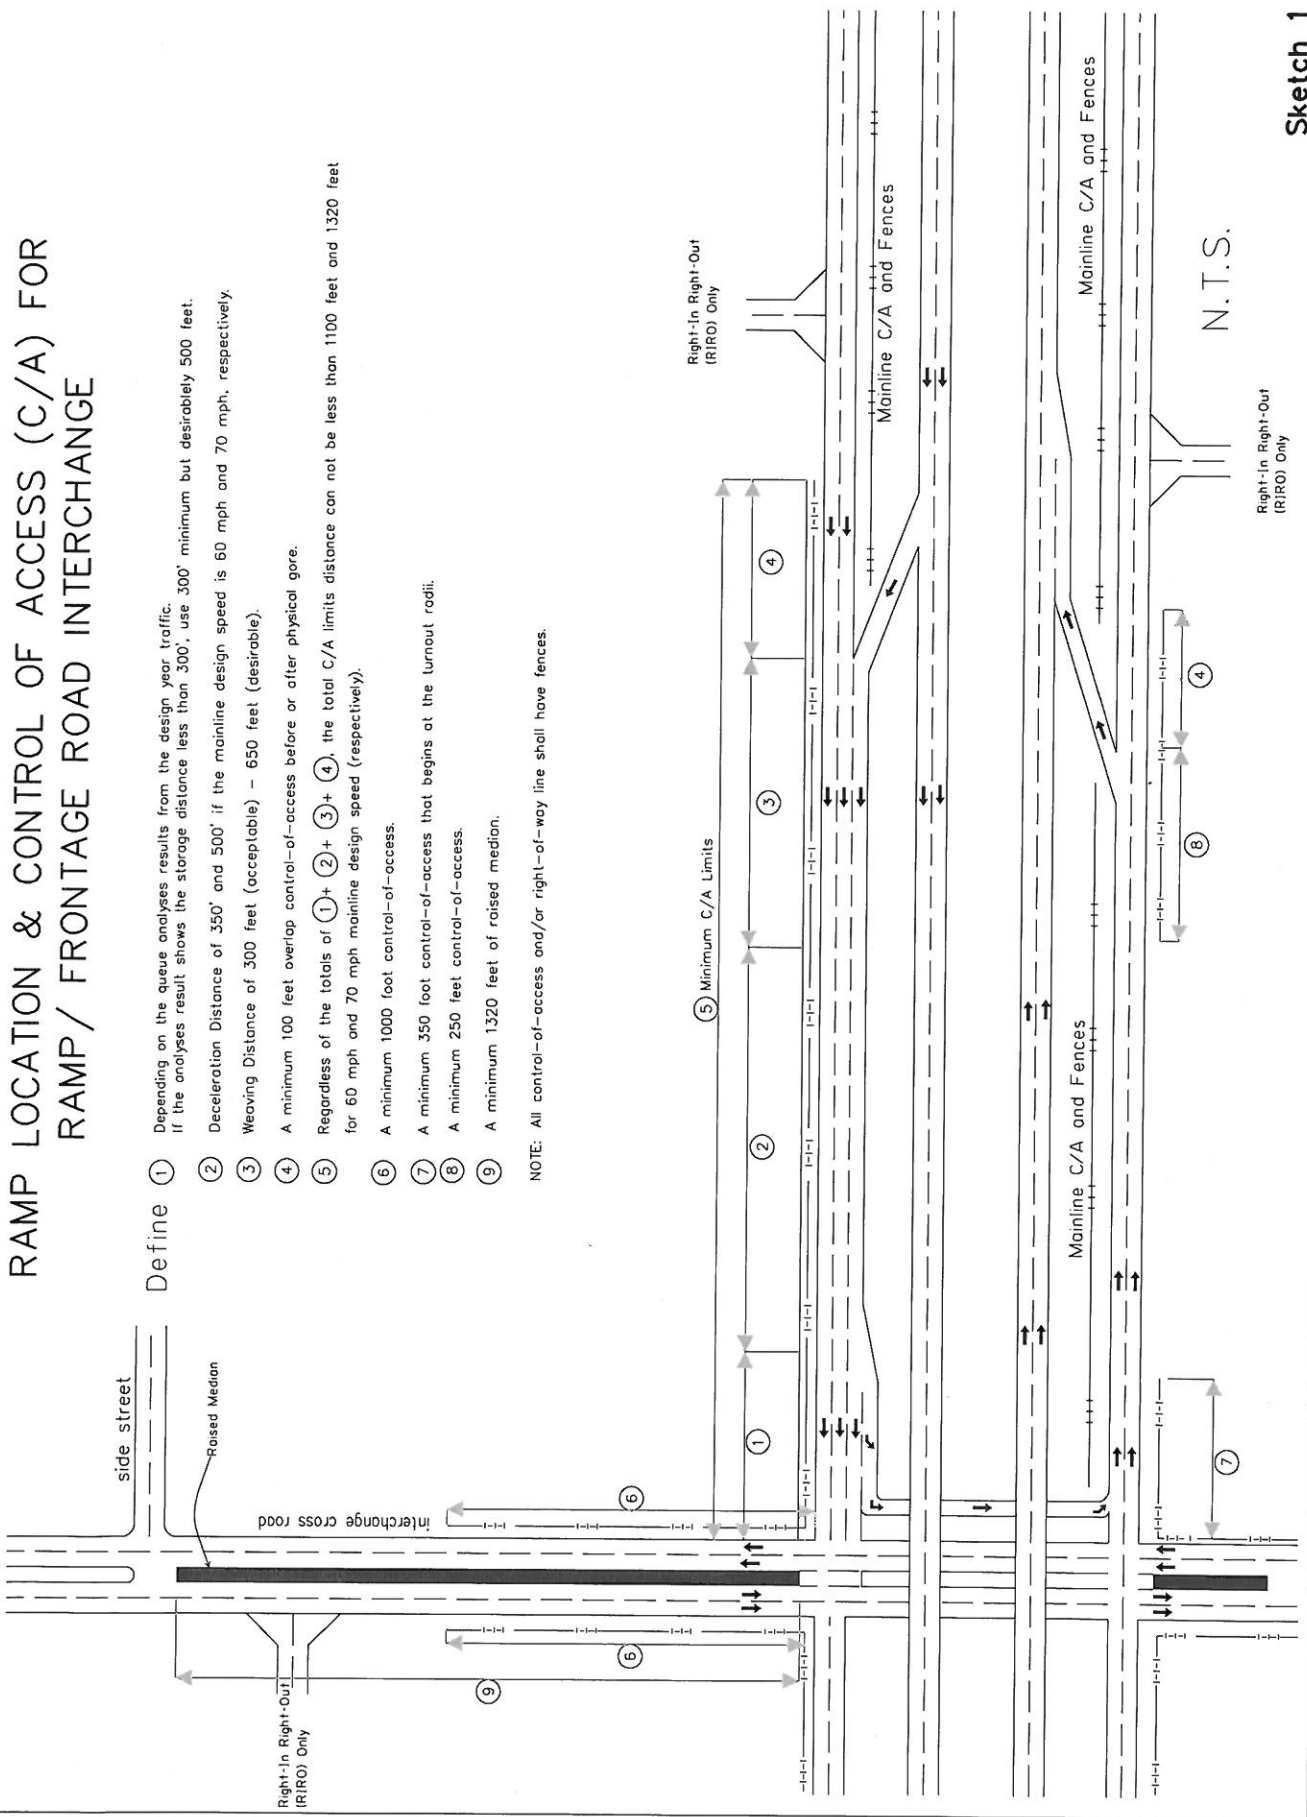 RAMP LOCATION & CONTROL OF ACCESS (C/A) FOR
RAMP/ FRONTAGE ROAD INTERCHANGE
Define
1 Depending on the queue analyses results from the design year traffic.
If the analyses result shows the storage distance less than 300', use 300' minimum but desirablely 500 feet.
2 Deceleration Distance of 350' and 500' if the mainline design speed is 60 mph and 70 mph, respectively.
3 Weaving Distance of 300 feet (acceptable) - 650 feet (desirable).
4 A minimum 100 feet overlap control-of-access before or after physical gore.
5 Regardless of the totals of 1+ 2+ 3+ 4, the total C/A limits distance can not be less than 1100 feet and 1320 feet
for 60 mph and 70 mph mainline design speed (respectively).
6 A minimum 1000 foot control-of-access.
7 A minimum 350 foot control-of-access that begins at the turnout radii.
8 A minimum 250 feet control-of-access.
9 A minimum 1320 feet of raised median.
NOTE: All control-of-access and/or right-of-way line shall have fences.
side street
Raised Median
interchange cross road
Right-In Right-Out
(RIRO) Only
6
6
9
5 Minimum C/A Limits
1
2
3
4
Right-In Right-Out
(RIRO) Only
Mainline C/A and Fences
Mainline C/A and Fences
Mainline C/A and Fences
7
8
4
Right-In Right-Out
(RIRO) Only
N.T.S.
Sketch 1